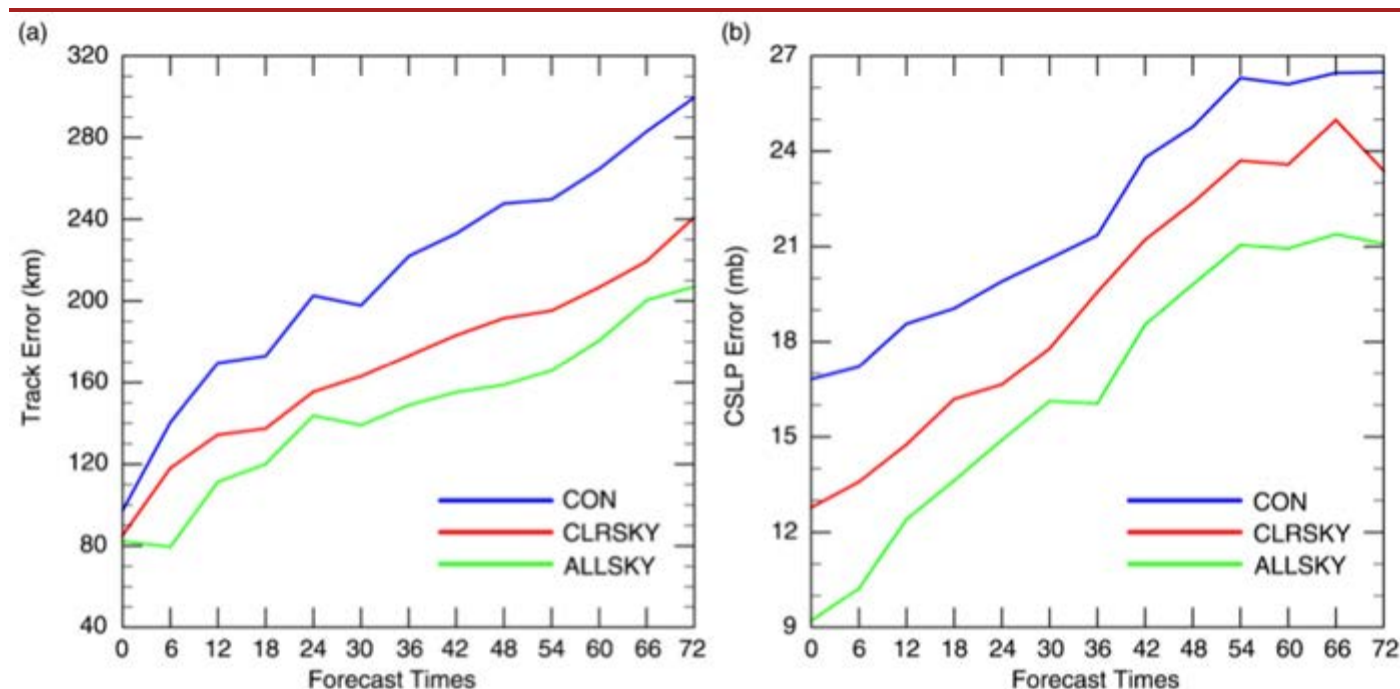 (a)
320
280
240
200
160
120
80
40
Track Error (km)
0 6 12 18 24 30 36 42 48 54 60 66 72
Forecast Times
CON
CLRSKY
ALLSKY
(b)
27
24
21
18
15
12
9
CSLP Error (mb)
0 6 12 18 24 30 36 42 48 54 60 66 72
Forecast Times
CON
CLRSKY
ALLSKY